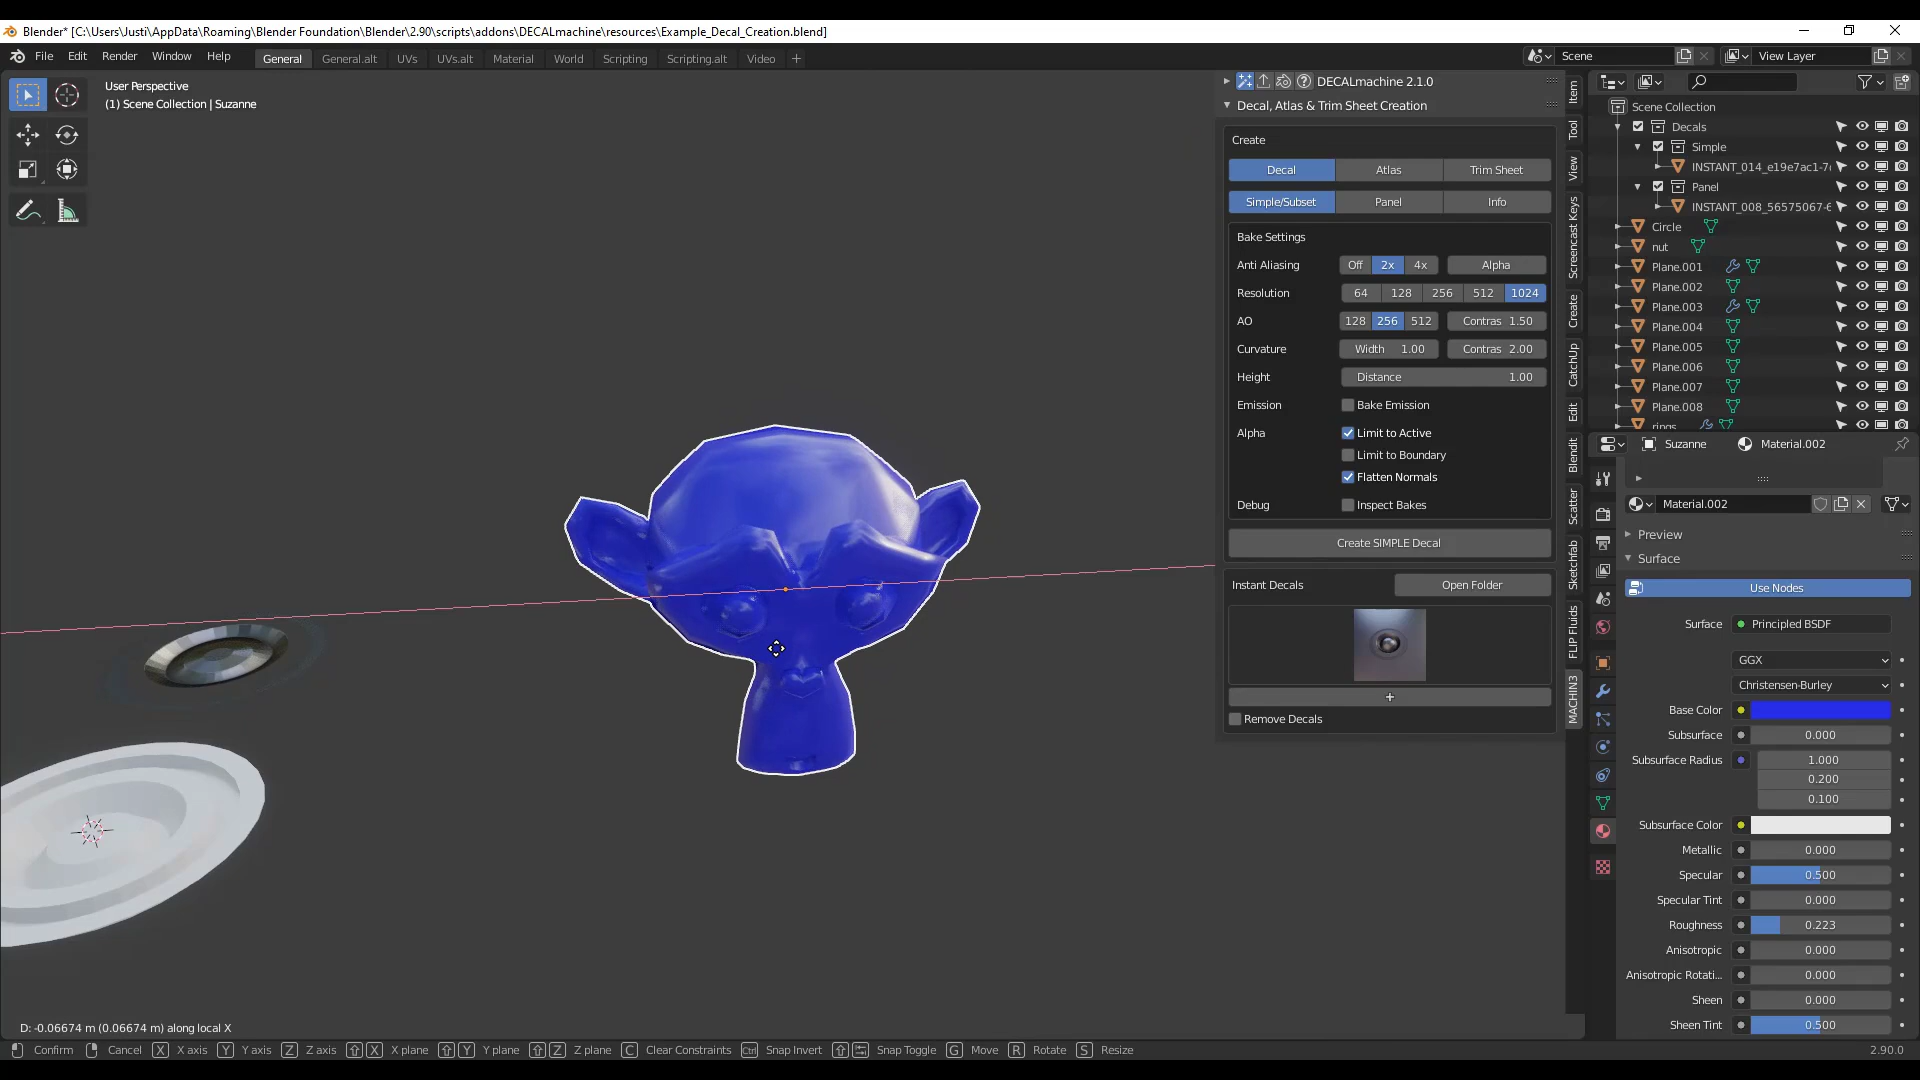 Blender* [C:\Users\Justi\AppData\Roaming\Blender Foundation\Blender\2.90\scripts\addons\DECALmachine\resources\Example_Decal_Creation.blend]
File Edit Render Window Help General General.alt UVs UVs.alt Material World Scripting Scripting.alt Video + Scene View Layer
User Perspective
(1) Scene Collection | Suzanne
DECALmachine 2.1.0
Decal, Atlas & Trim Sheet Creation
Create
Decal Atlas Trim Sheet
Simple/Subset Panel Info
Bake Settings
Anti Aliasing Off 2x 4x Alpha
Resolution 64 128 256 512 1024
AO 128 256 512 Contras 1.50
Curvature Width 1.00 Contras 2.00
Height Distance 1.00
Emission Bake Emission
Alpha Limit to Active
Limit to Boundary
Flatten Normals
Debug Inspect Bakes
Create SIMPLE Decal
Instant Decals Open Folder
+
Remove Decals
Item
Tool
View
Screencast Keys
Create
CatchUp
Edit
Blendit
Scatter
Sketchfab
FLIP Fluids
MACHIN3
Scene Collection
Decals
Simple
INSTANT_014_e19e7ac1-7
Panel
INSTANT_008_56575067-6
Circle
nut
Plane.001
Plane.002
Plane.003
Plane.004
Plane.005
Plane.006
Plane.007
Plane.008
rings
Suzanne Material.002
Material.002
Preview
Surface
Use Nodes
Surface Principled BSDF
GGX
Christensen-Burley
Base Color
Subsurface 0.000
Subsurface Radius 1.000
0.200
0.100
Subsurface Color
Metallic 0.000
Specular 0.500
Specular Tint 0.000
Roughness 0.223
Anisotropic 0.000
Anisotropic Rotati... 0.000
Sheen 0.000
Sheen Tint 0.500
D: -0.06674 m (0.06674 m) along local X
Confirm Cancel X X axis Y Y axis Z Z axis X X plane Y Y plane Z Z plane C Clear Constraints Ctrl Snap Invert Snap Toggle G Move R Rotate S Resize 2.90.0